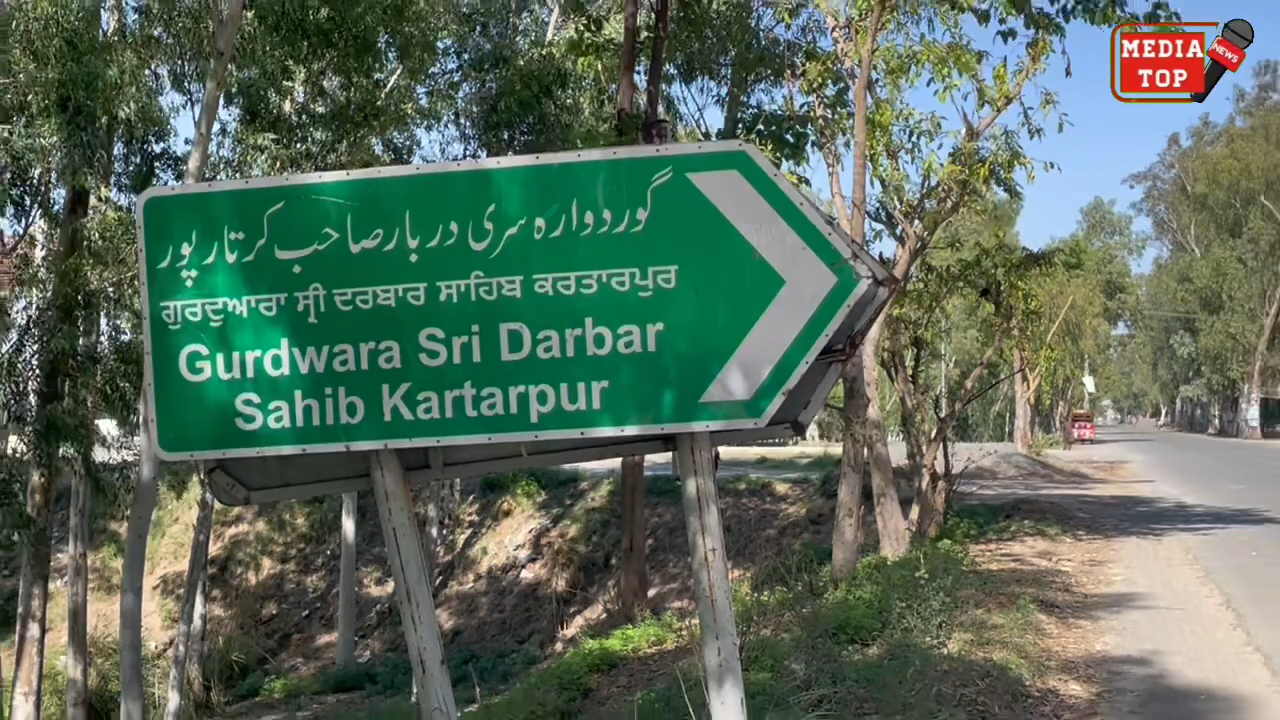 گوردوارہ سری دربار صاحب کرتارپور
ਗੁਰਦੁਆਰਾ ਸ੍ਰੀ ਦਰਬਾਰ ਸਾਹਿਬ ਕਰਤਾਰਪੁਰ
Gurdwara Sri Darbar
Sahib Kartarpur
MEDIA
TOP
NEWS